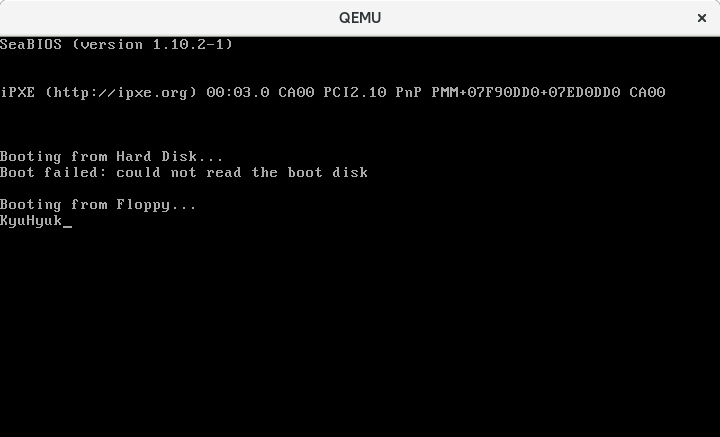 QEMU
SeaBIOS (version 1.10.2-1)
iPXE (http://ipxe.org) 00:03.0 CA00 PCI2.10 PnP PMM+07F90DD0+07ED0DD0 CA00
Booting from Hard Disk...
Boot failed: could not read the boot disk
Booting from Floppy...
KyuHyuk_